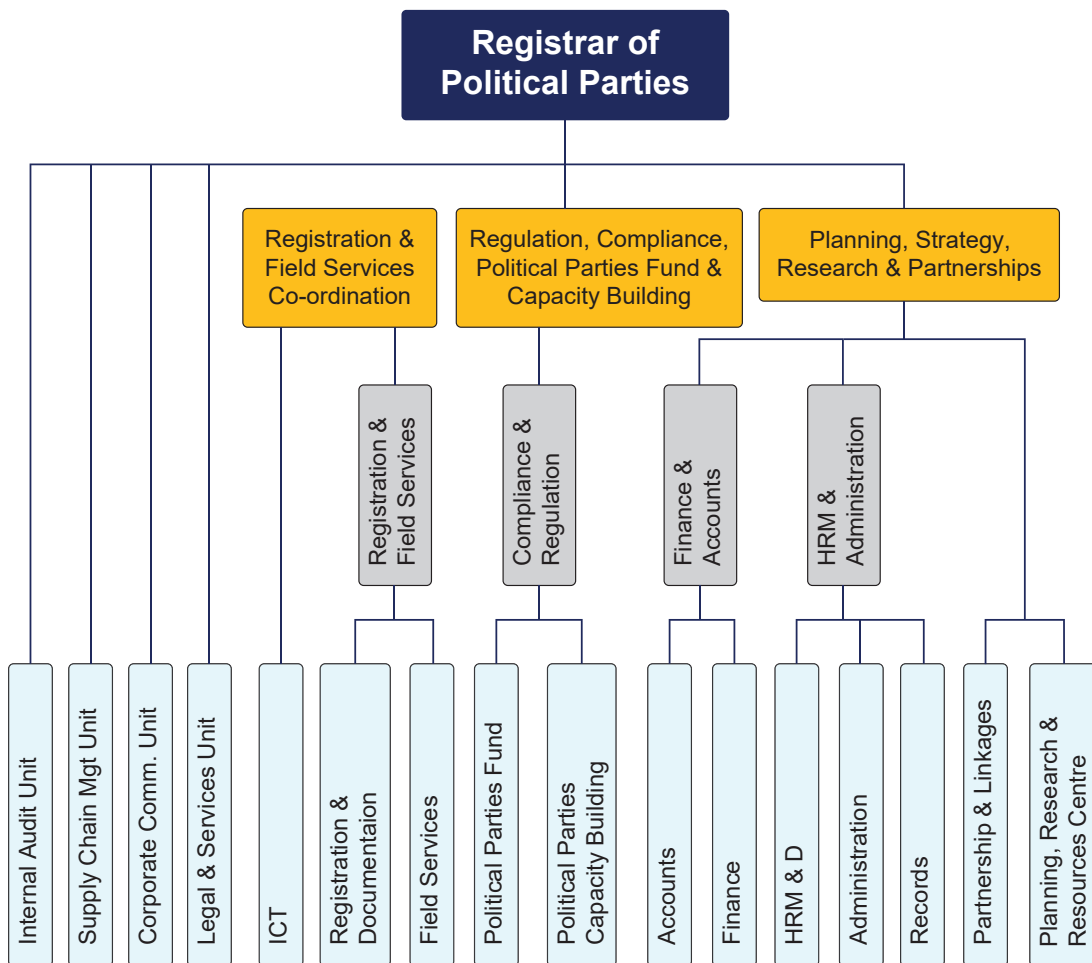 Registrar of
Political Parties
Registration &
Field Services
Co-ordination
Regulation, Compliance,
Political Parties Fund &
Capacity Building
Planning, Strategy,
Research & Partnerships
Registration &
Field Services
Compliance &
Regulation
Finance &
Accounts
HRM &
Administration
Internal Audit Unit
Supply Chain Mgt Unit
Corporate Comm. Unit
Legal & Services Unit
ICT
Registration &
Documentaion
Field Services
Political Parties Fund
Political Parties
Capacity Building
Accounts
Finance
HRM & D
Administration
Records
Partnership & Linkages
Planning, Research &
Resources Centre